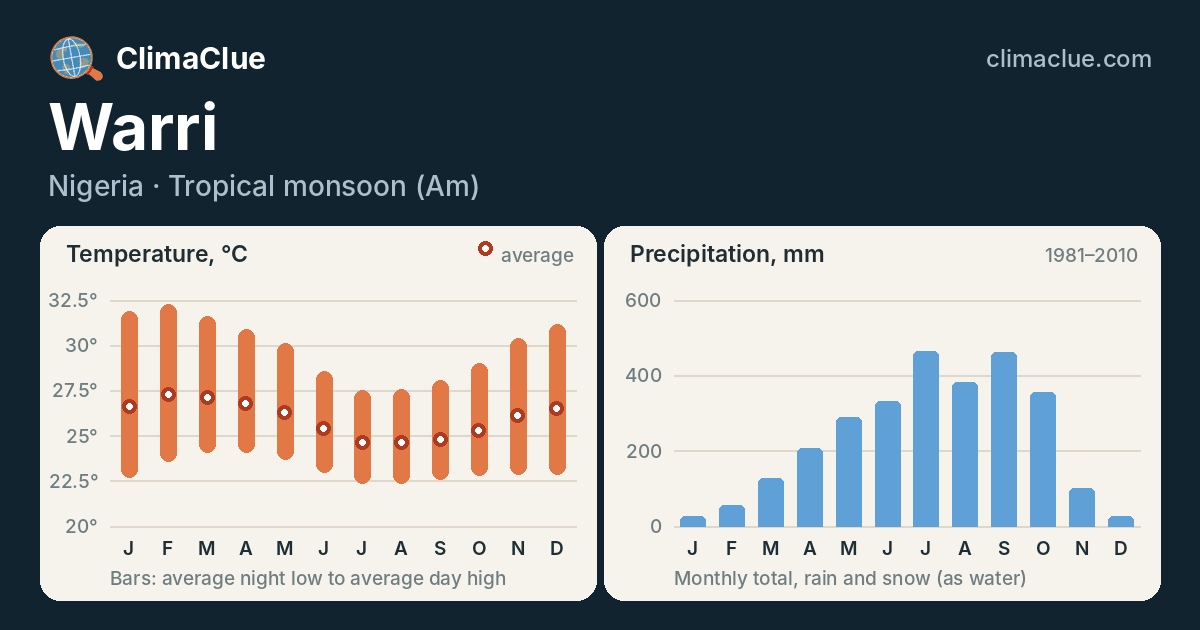 ClimaClue
climaclue.com
Warri
Nigeria · Tropical monsoon (Am)
Temperature, °C
average
32.5°
30°
27.5°
25°
22.5°
20°
J F M A M J J A S O N D
Bars: average night low to average day high
Precipitation, mm
1981–2010
600
400
200
0
J F M A M J J A S O N D
Monthly total, rain and snow (as water)